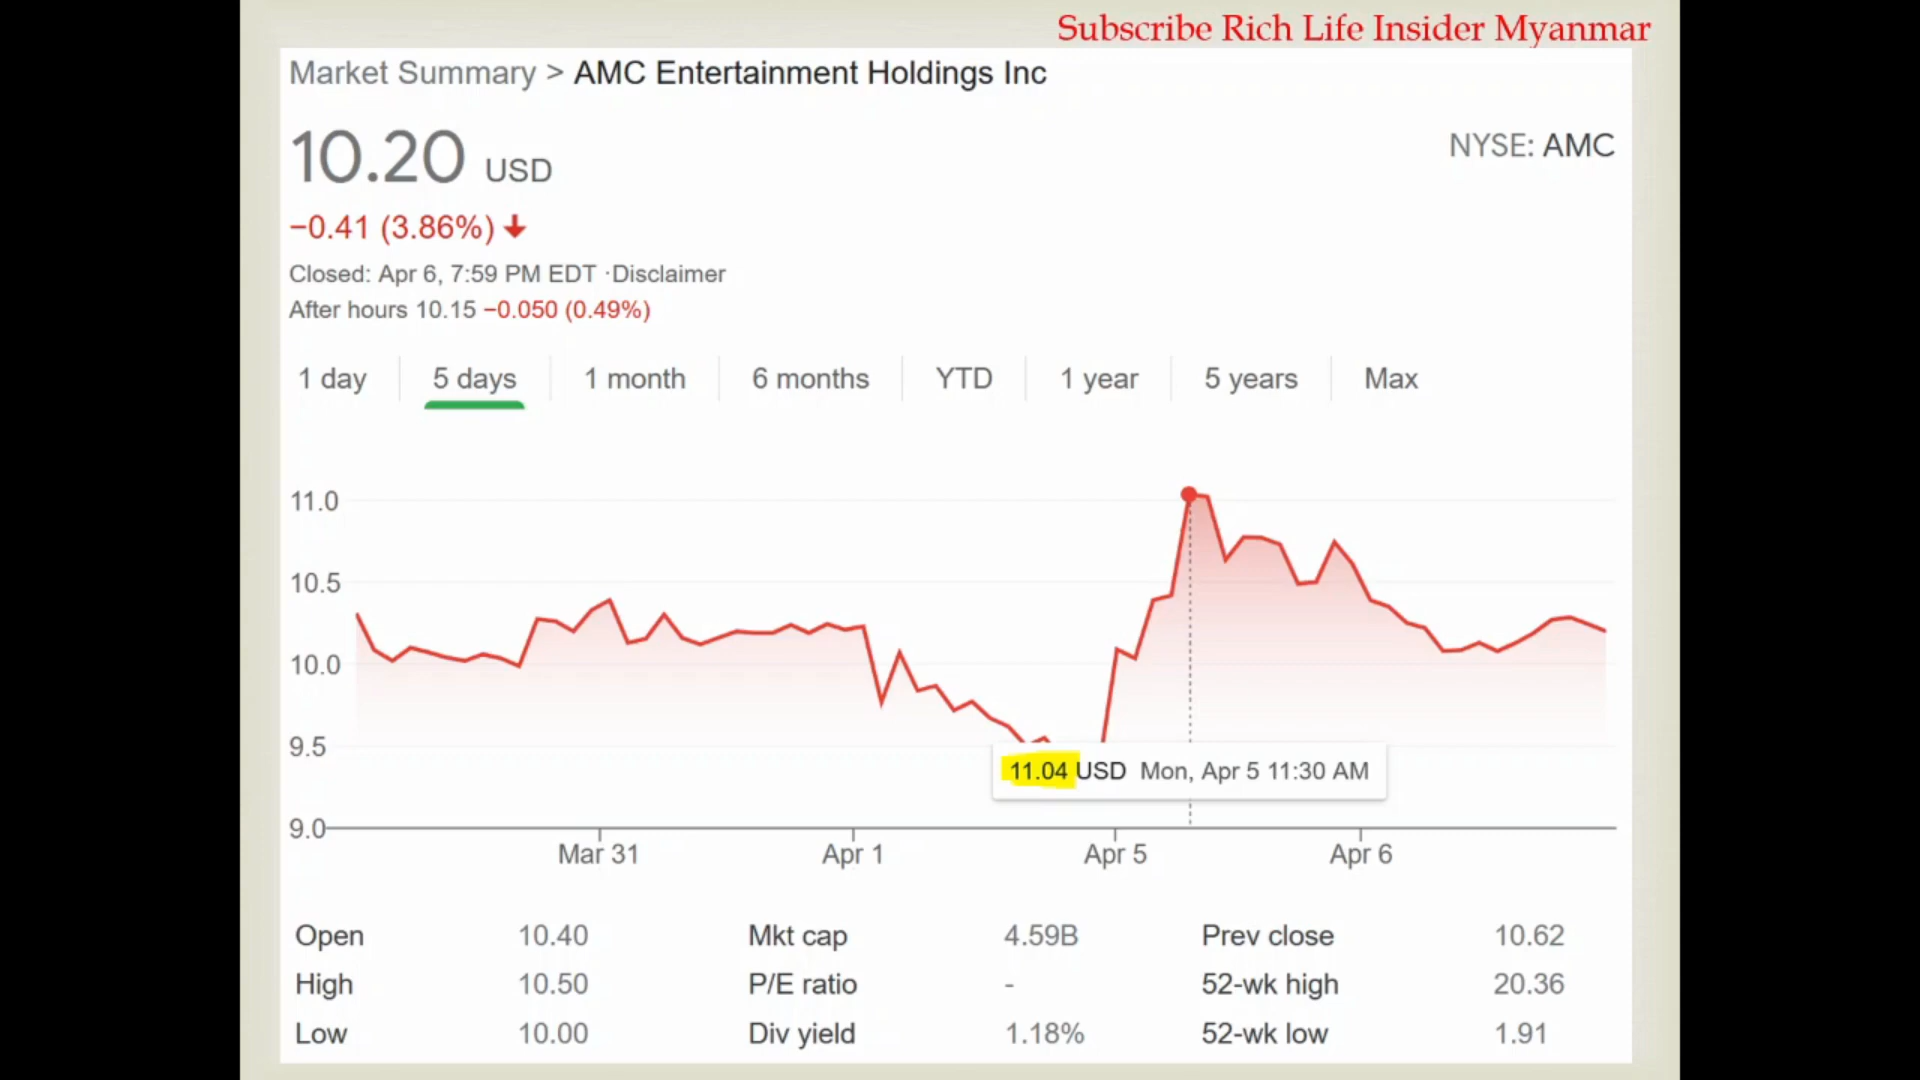 Subscribe Rich Life Insider Myanmar
Market Summary > AMC Entertainment Holdings Inc
10.20 USD
NYSE: AMC
−0.41 (3.86%)
Closed: Apr 6, 7:59 PM EDT ·Disclaimer
After hours 10.15 −0.050 (0.49%)
1 day 5 days 1 month 6 months YTD 1 year 5 years Max
11.0
10.5
10.0
9.5
11.04 USD Mon, Apr 5 11:30 AM
9.0
Mar 31 Apr 1 Apr 5 Apr 6
Open 10.40 Mkt cap 4.59B Prev close 10.62
High 10.50 P/E ratio - 52-wk high 20.36
Low 10.00 Div yield 1.18% 52-wk low 1.91